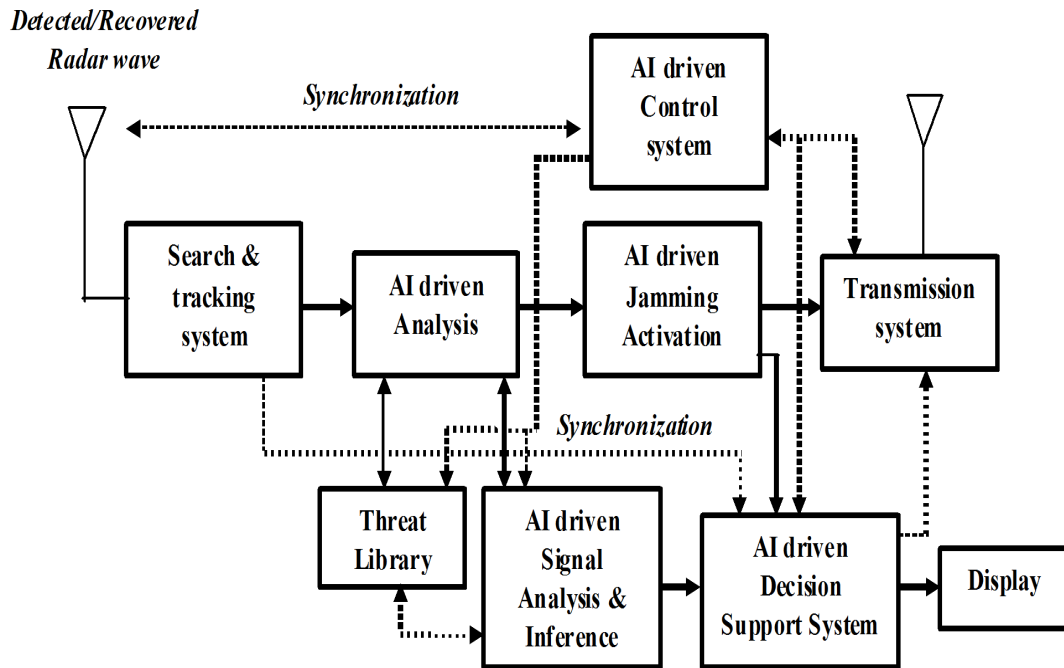 Detected/Recovered
Radar wave
Synchronization
AI driven
Control
system
Search &
tracking
system
AI driven
Analysis
AI driven
Jamming
Activation
Transmission
system
Synchronization
Threat
Library
AI driven
Signal
Analysis &
Inference
AI driven
Decision
Support System
Display